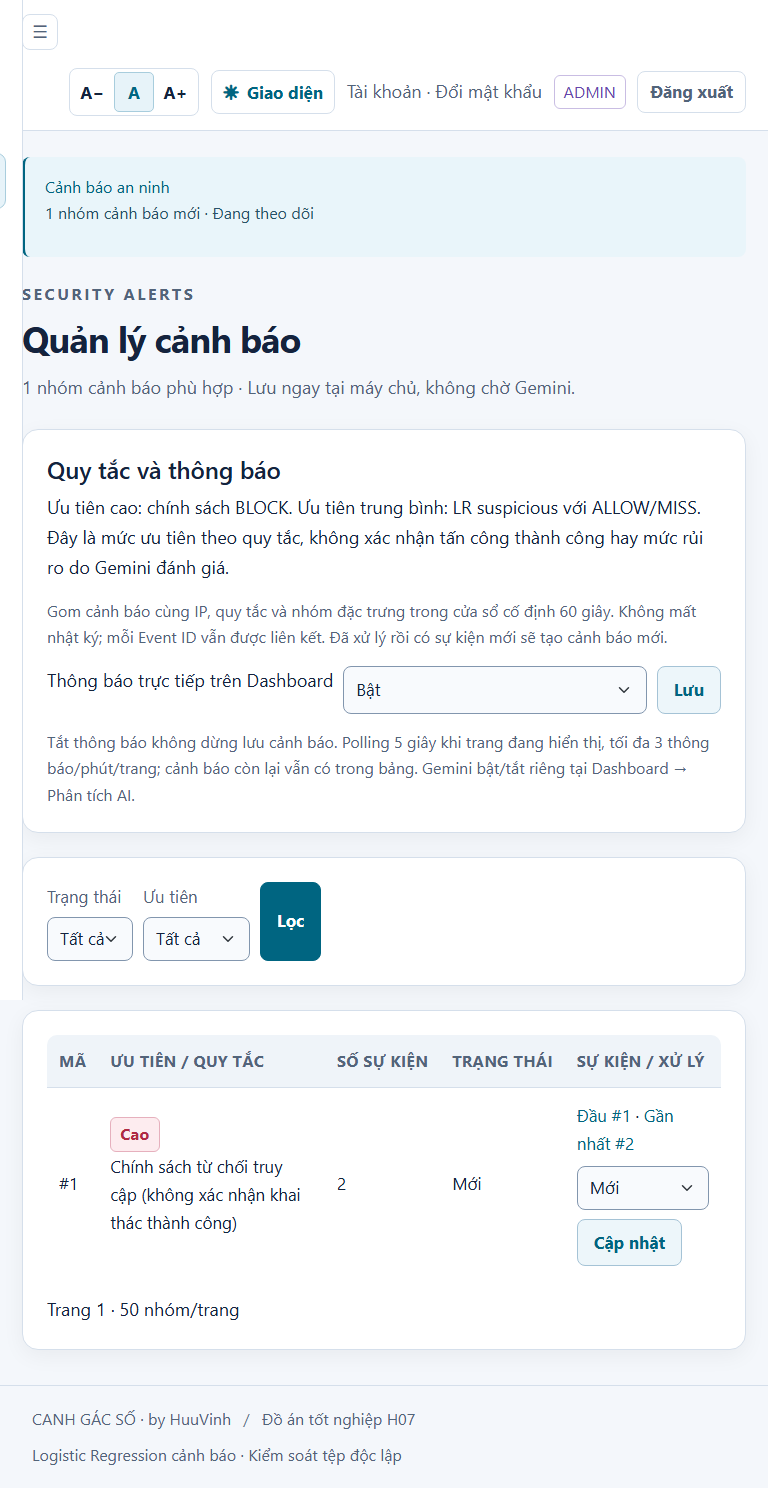 ☰
A− A A+ Giao diện Tài khoản · Đổi mật khẩu ADMIN Đăng xuất
Cảnh báo an ninh
1 nhóm cảnh báo mới · Đang theo dõi
SECURITY ALERTS
Quản lý cảnh báo
1 nhóm cảnh báo phù hợp · Lưu ngay tại máy chủ, không chờ Gemini.
Quy tắc và thông báo
Ưu tiên cao: chính sách BLOCK. Ưu tiên trung bình: LR suspicious với ALLOW/MISS.
Đây là mức ưu tiên theo quy tắc, không xác nhận tấn công thành công hay mức rủi
ro do Gemini đánh giá.
Gom cảnh báo cùng IP, quy tắc và nhóm đặc trưng trong cửa sổ cố định 60 giây. Không mất
nhật ký; mỗi Event ID vẫn được liên kết. Đã xử lý rồi có sự kiện mới sẽ tạo cảnh báo mới.
Thông báo trực tiếp trên Dashboard Bật Lưu
Tắt thông báo không dừng lưu cảnh báo. Polling 5 giây khi trang đang hiển thị, tối đa 3 thông
báo/phút/trang; cảnh báo còn lại vẫn có trong bảng. Gemini bật/tắt riêng tại Dashboard →
Phân tích AI.
Trạng thái Ưu tiên
Tất cả Tất cả Lọc
MÃ ƯU TIÊN / QUY TẮC SỐ SỰ KIỆN TRẠNG THÁI SỰ KIỆN / XỬ LÝ
#1
Cao
Chính sách từ chối truy
cập (không xác nhận khai
thác thành công)
2
Mới
Đầu #1 · Gần
nhất #2
Mới
Cập nhật
Trang 1 · 50 nhóm/trang
CANH GÁC SỐ · by HuuVinh / Đồ án tốt nghiệp H07
Logistic Regression cảnh báo · Kiểm soát tệp độc lập